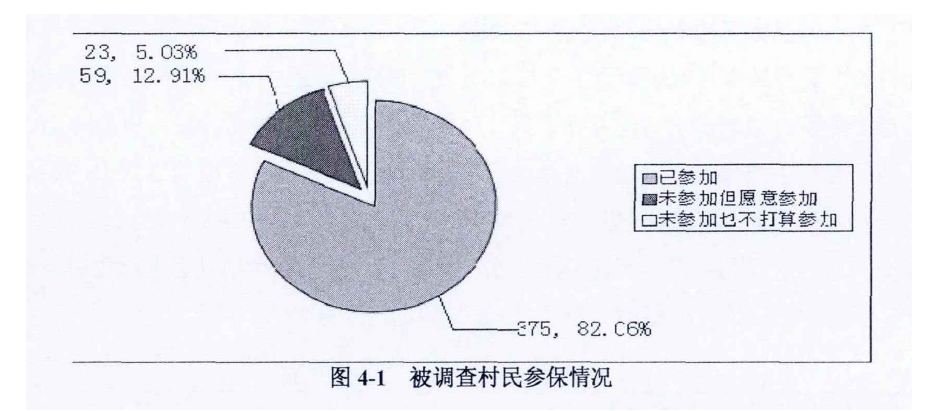 23, 5.03%
59, 12.91%
已参加
未参加但愿意参加
未参加也不打算参加
375, 82.06%
图 4-1 被调查村民参保情况